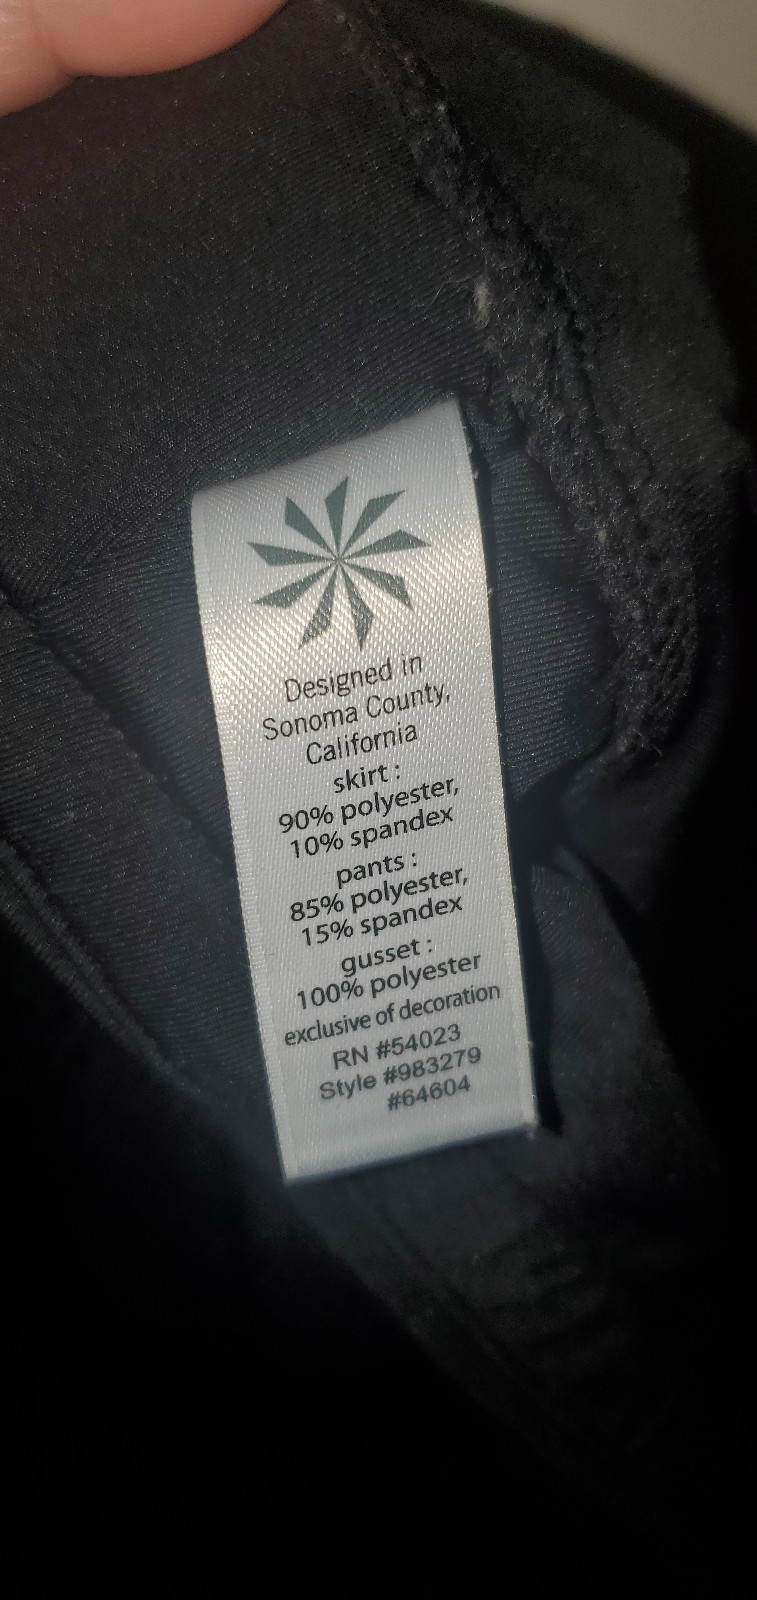 Designed in
Sonoma County,
California
skirt :
90% polyester,
10% spandex
pants :
85% polyester,
15% spandex
gusset :
100% polyester
exclusive of decoration
RN #54023
Style #983279
#64604